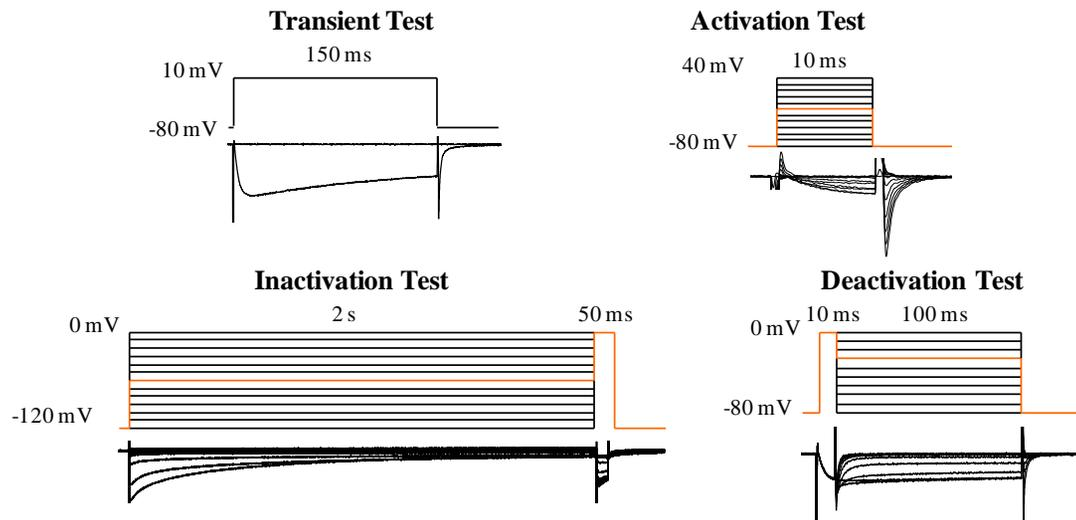 Transient Test
150 ms
10 mV
-80 mV
Activation Test
10 ms
40 mV
-80 mV
Inactivation Test
2 s
50 ms
0 mV
-120 mV
Deactivation Test
10 ms
100 ms
0 mV
-80 mV